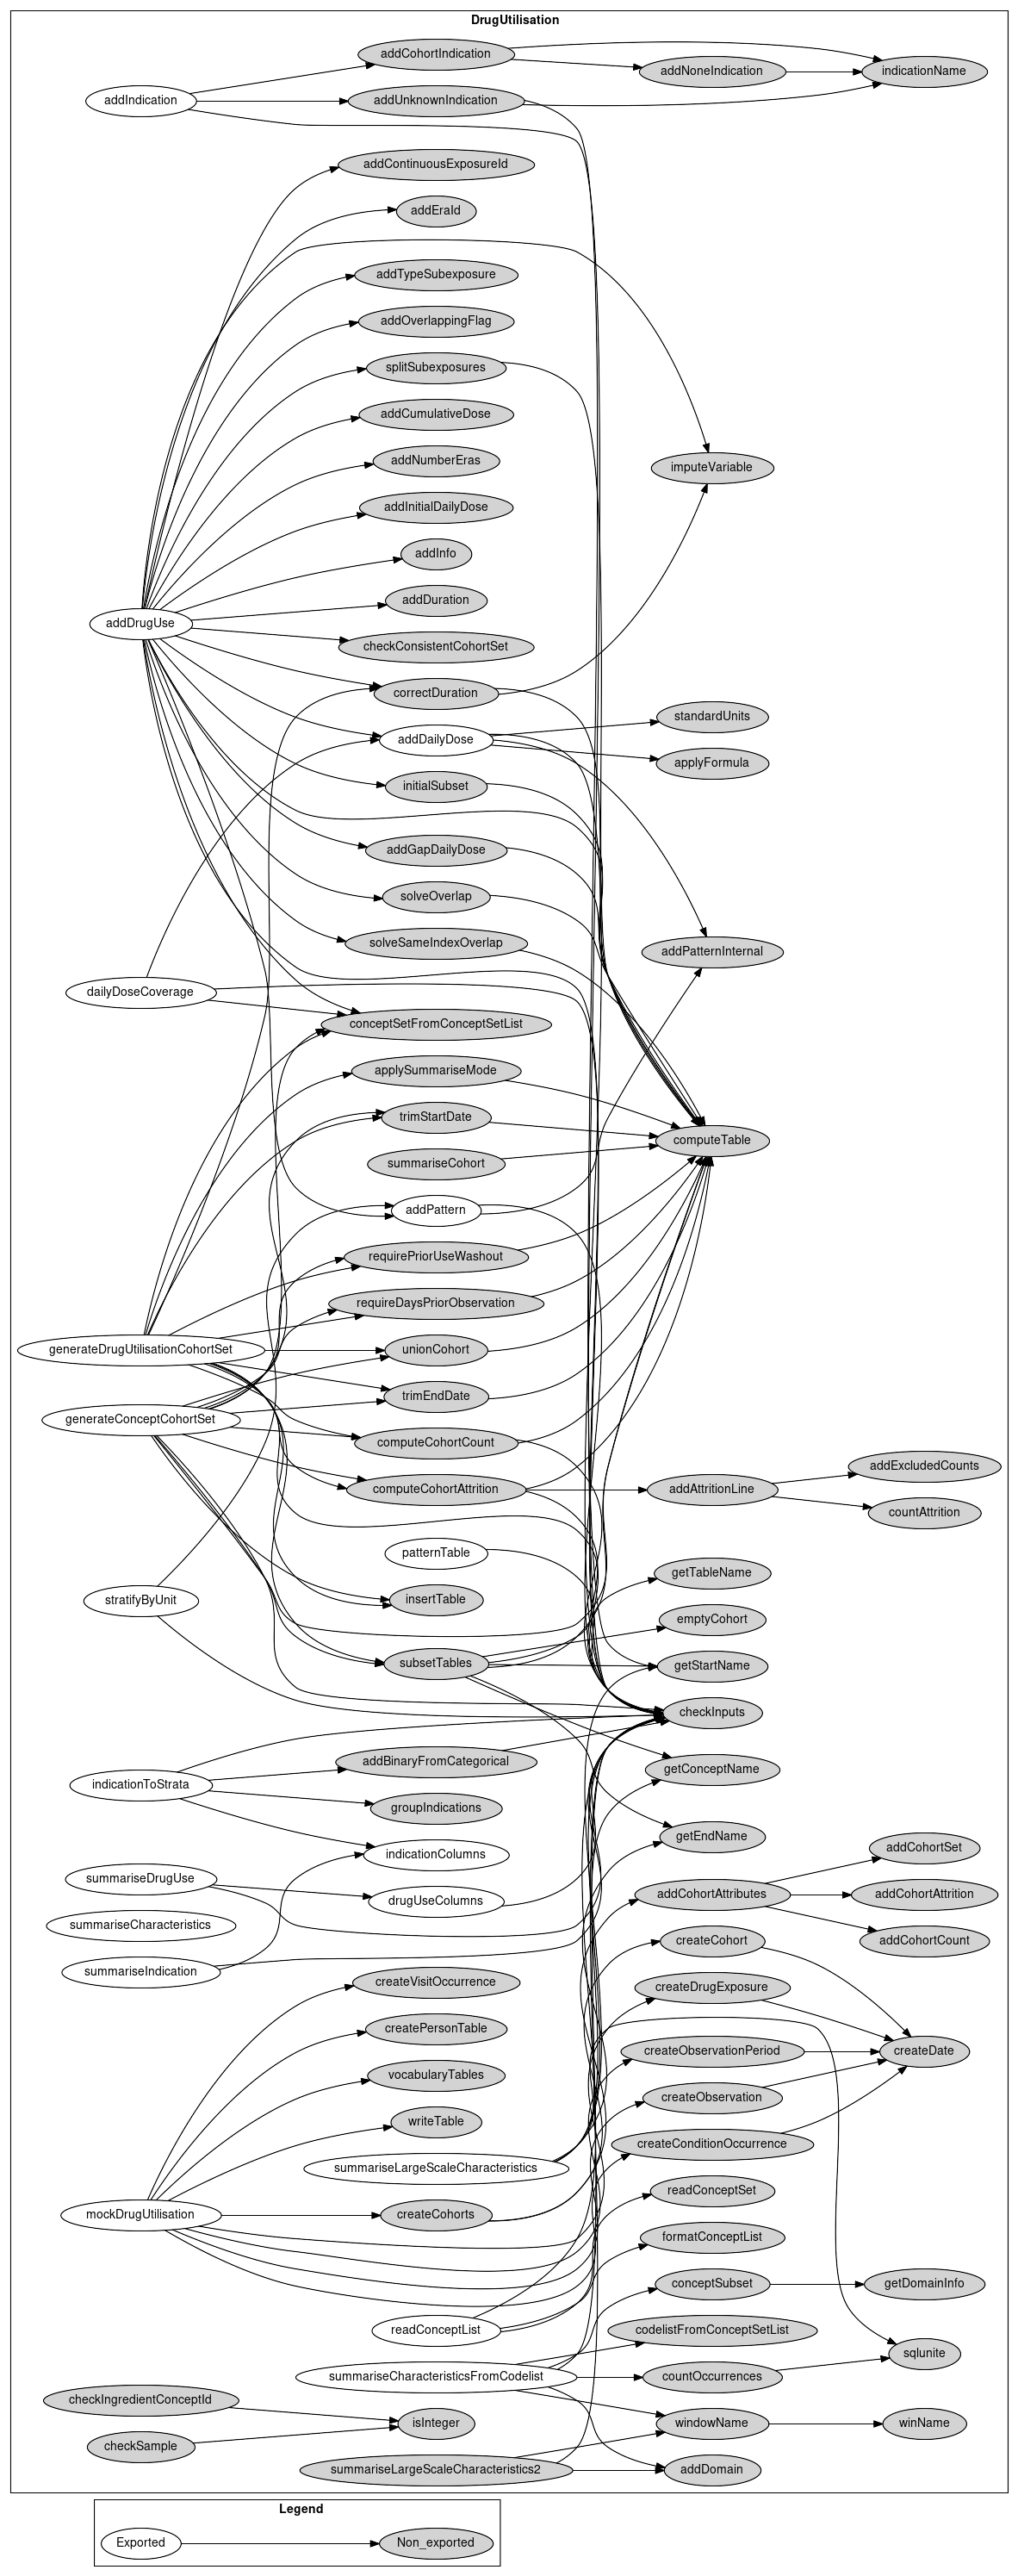 DrugUtilisation
addCohortIndication
addNoneIndication
indicationName
addIndication
addUnknownIndication
addContinuousExposureId
addEraId
addTypeSubexposure
addOverlappingFlag
splitSubexposures
addCumulativeDose
addNumberEras
imputeVariable
addInitialDailyDose
addInfo
addDuration
addDrugUse
checkConsistentCohortSet
correctDuration
standardUnits
addDailyDose
applyFormula
initialSubset
addGapDailyDose
solveOverlap
solveSameIndexOverlap
addPatternInternal
dailyDoseCoverage
conceptSetFromConceptSetList
applySummariseMode
trimStartDate
computeTable
summariseCohort
addPattern
requirePriorUseWashout
requireDaysPriorObservation
generateDrugUtilisationCohortSet
unionCohort
trimEndDate
generateConceptCohortSet
computeCohortCount
addExcludedCounts
computeCohortAttrition
addAttritionLine
countAttrition
patternTable
getTableName
stratifyByUnit
insertTable
emptyCohort
subsetTables
getStartName
checkInputs
addBinaryFromCategorical
getConceptName
indicationToStrata
groupIndications
getEndName
indicationColumns
addCohortSet
summariseDrugUse
drugUseColumns
addCohortAttributes
addCohortAttrition
summariseCharacteristics
createCohort
addCohortCount
summariseIndication
createVisitOccurrence
createDrugExposure
createPersonTable
createObservationPeriod
createDate
vocabularyTables
createObservation
writeTable
createConditionOccurrence
summariseLargeScaleCharacteristics
readConceptSet
mockDrugUtilisation
createCohorts
formatConceptList
conceptSubset
getDomainInfo
readConceptList
codelistFromConceptSetList
sqlunite
summariseCharacteristicsFromCodelist
countOccurrences
checkIngredientConceptId
isInteger
windowName
winName
checkSample
summariseLargeScaleCharacteristics2
addDomain
Legend
Exported
Non_exported